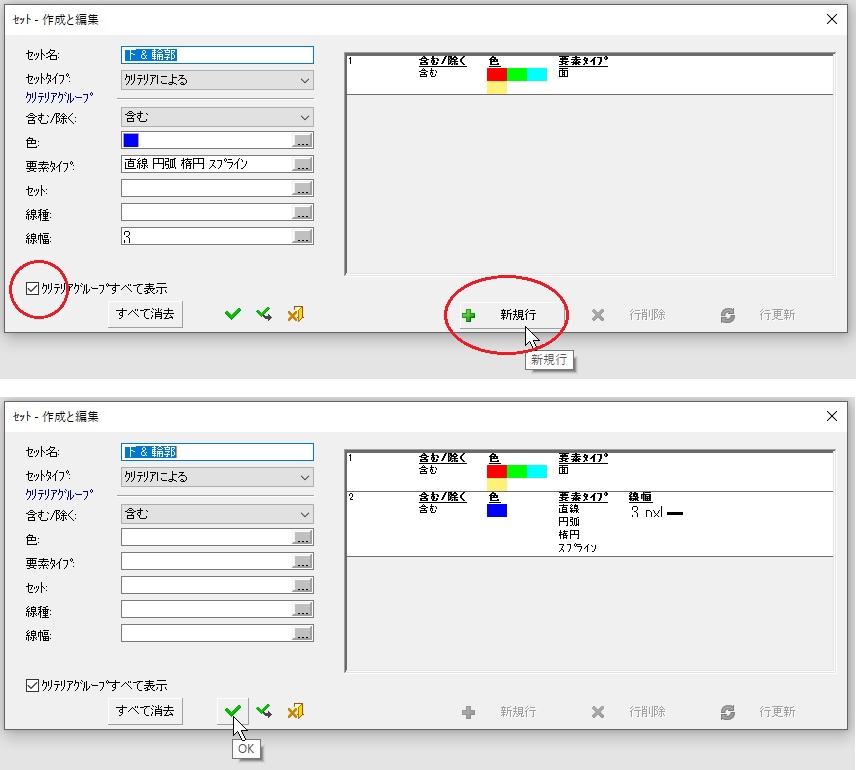 ｾｯﾄ - 作成と編集
ｾｯﾄ名:
ﾄﾞ & 輪郭
ｾｯﾄﾀｲﾌﾟ:
ｸﾘﾃﾘｱによる
ｸﾘﾃﾘｱｸﾞﾙｰﾌﾟ
含む/除く:
含む
色:
...
要素ﾀｲﾌﾟ:
直線 円弧 楕円 ｽﾌﾟﾗｲﾝ
...
ｾｯﾄ:
...
線種:
...
線幅:
3
...
ｸﾘﾃﾘｱｸﾞﾙｰﾌﾟすべて表示
すべて消去
1 含む/除く 色 要素ﾀｲﾌﾟ
含む 面
新規行 行削除 行更新
新規行
ｾｯﾄ - 作成と編集
ｾｯﾄ名:
ﾄﾞ & 輪郭
ｾｯﾄﾀｲﾌﾟ:
ｸﾘﾃﾘｱによる
ｸﾘﾃﾘｱｸﾞﾙｰﾌﾟ
含む/除く:
含む
色:
...
要素ﾀｲﾌﾟ:
...
ｾｯﾄ:
...
線種:
...
線幅:
...
ｸﾘﾃﾘｱｸﾞﾙｰﾌﾟすべて表示
すべて消去
OK
1 含む/除く 色 要素ﾀｲﾌﾟ
含む 面
2 含む/除く 色 要素ﾀｲﾌﾟ 線幅
含む 直線 3 pxl
円弧
楕円
ｽﾌﾟﾗｲﾝ
新規行 行削除 行更新